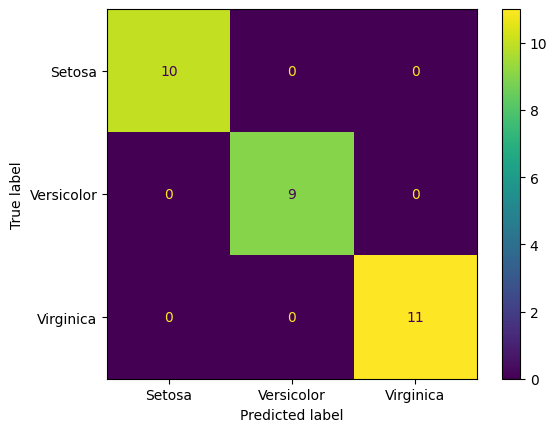 Setosa 10 0 0
Versicolor 0 9 0
Virginica 0 0 11
Setosa Versicolor Virginica
Predicted label
True label
10
8
6
4
2
0